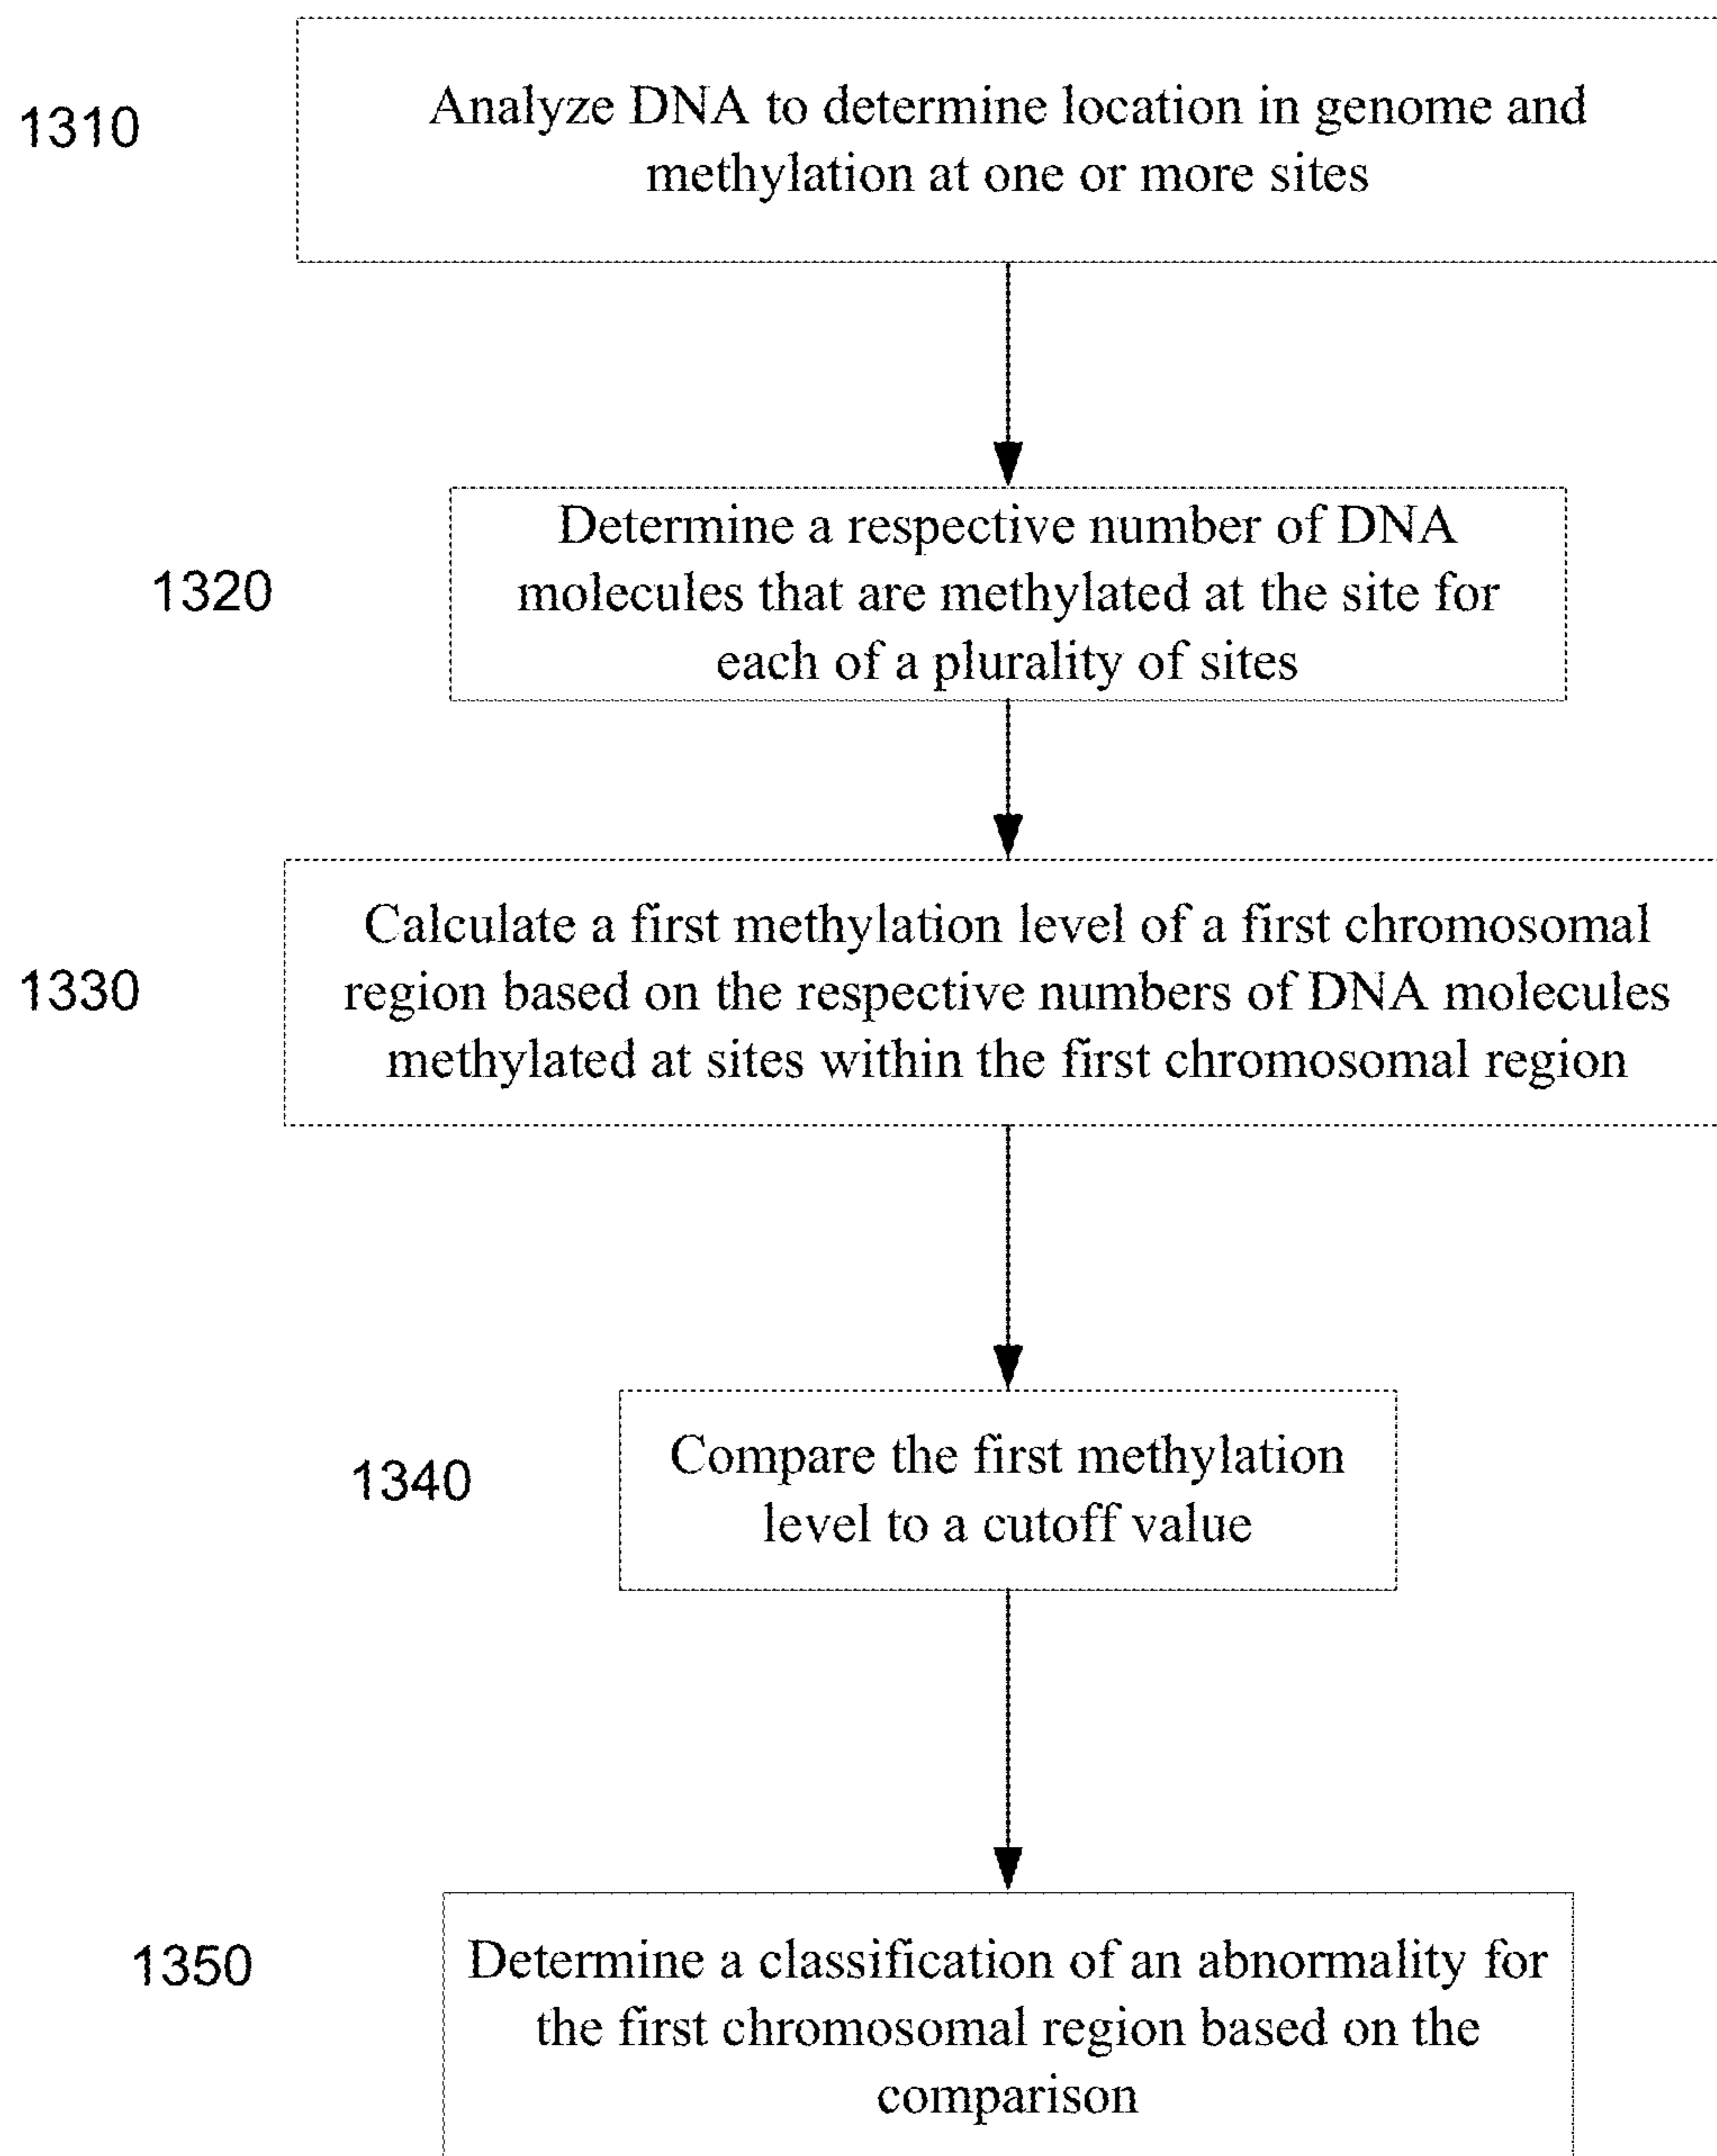 1310
Analyze DNA to determine location in genome and
methylation at one or more sites
1320
Determine a respective number of DNA
molecules that are methylated at the site for
each of a plurality of sites
1330
Calculate a first methylation level of a first chromosomal
region based on the respective numbers of DNA molecules
methylated at sites within the first chromosomal region
1340
Compare the first methylation
level to a cutoff value
1350
Determine a classification of an abnormality for
the first chromosomal region based on the
comparison